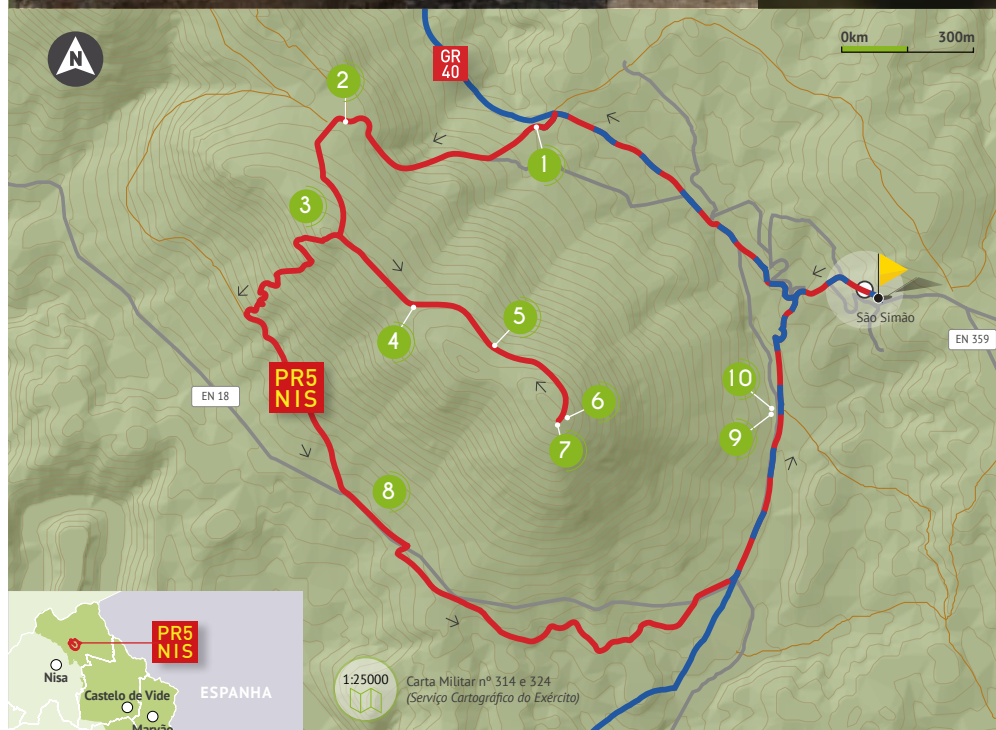 N
GR
40
0km 300m
2
1
3
São Simão
4
5
EN 359
PR5
NIS
EN 18
10
6
9
7
8
PR5
NIS
Nisa
ESPANHA
Castelo de Vide
Marvão
1:25000
Carta Militar nº 314 e 324
(Serviço Cartográfico do Exército)